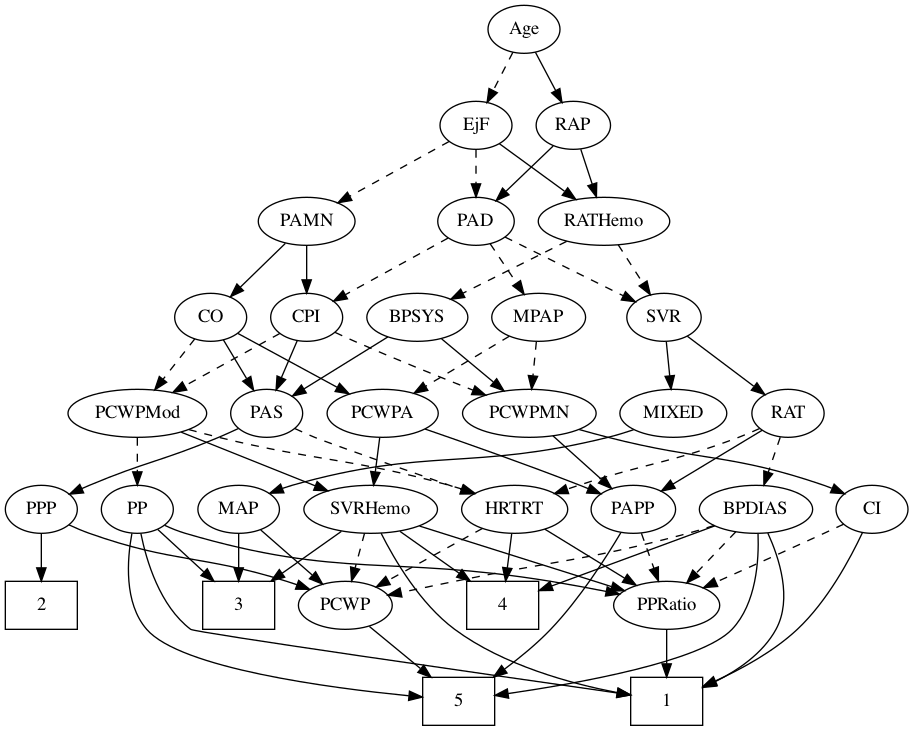 Age
EjF
RAP
PAMN
PAD
RATHemo
CO
CPI
BPSYS
MPAP
SVR
PCWPMod
PAS
PCWPA
PCWPMN
MIXED
RAT
PPP
PP
MAP
SVRHemo
HRTRT
PAPP
BPDIAS
CI
2
3
PCWP
4
PPRatio
5
1